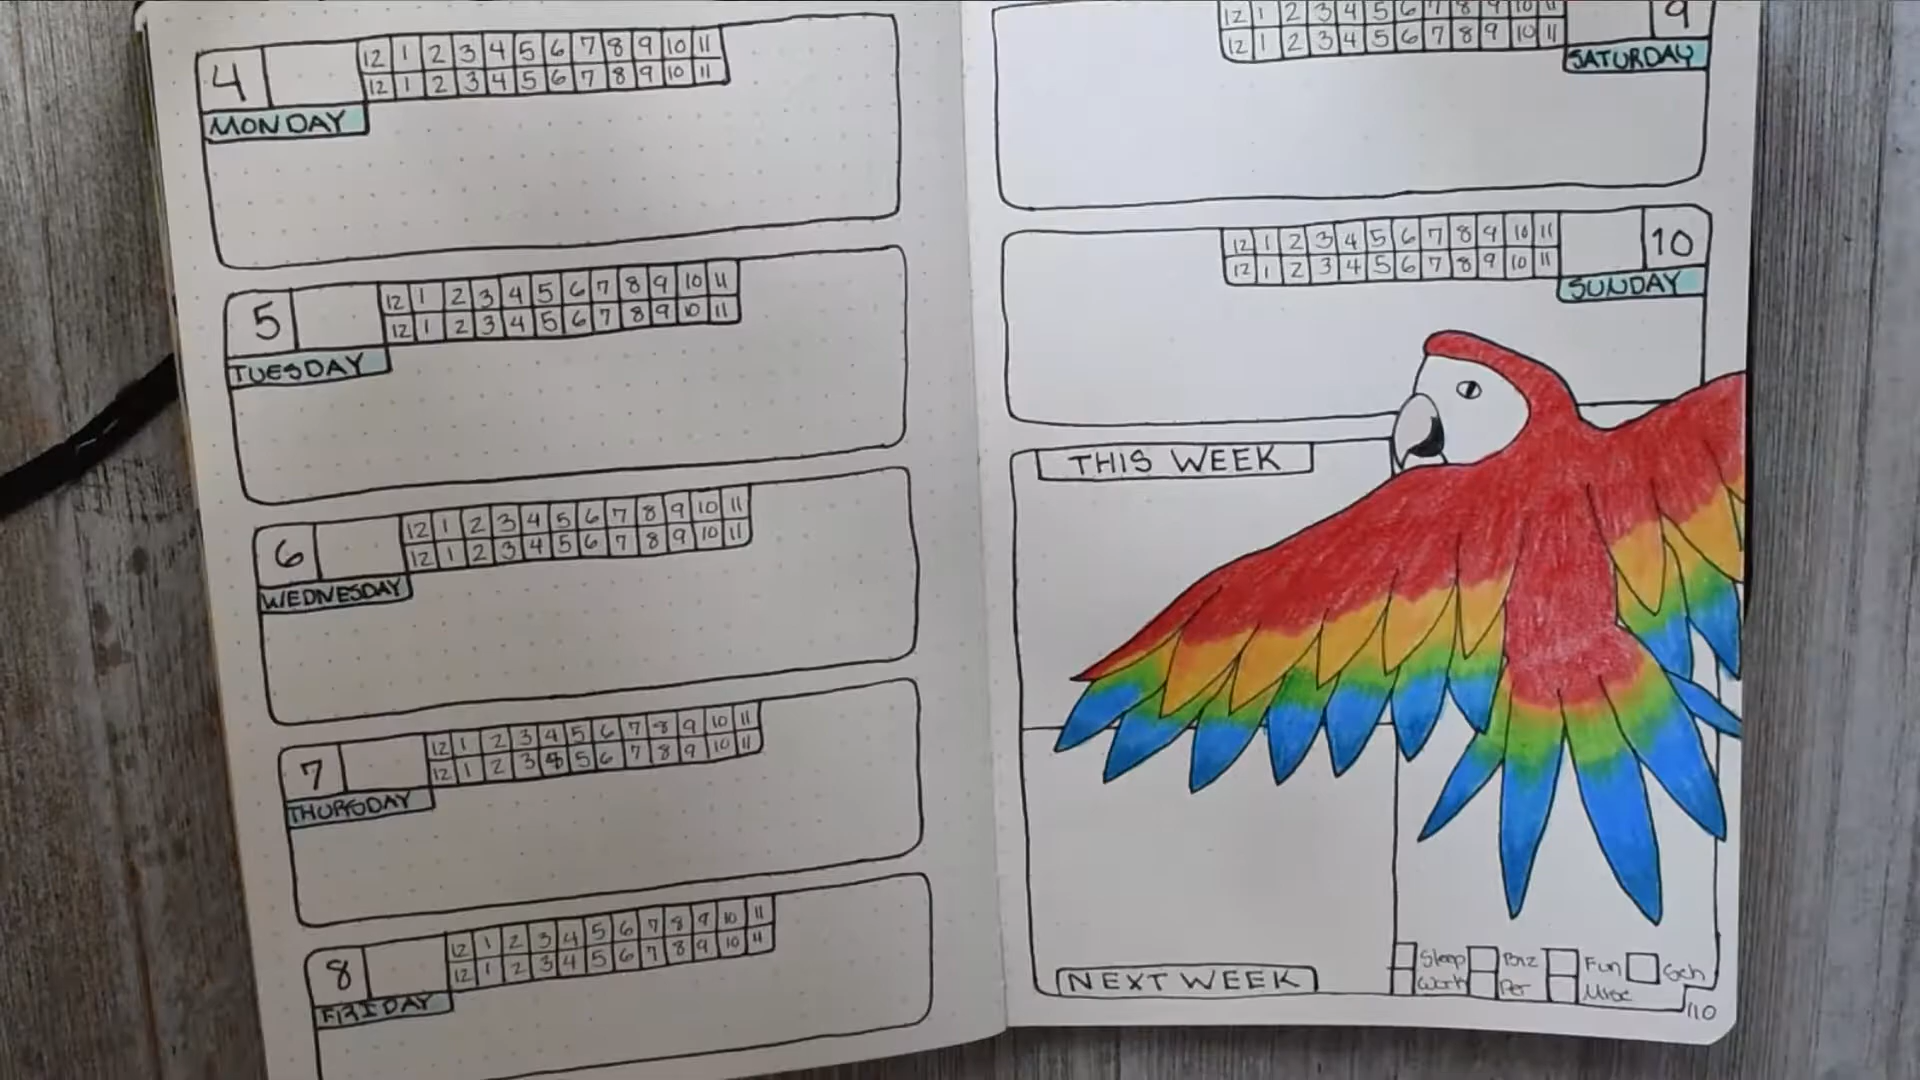 4
12 1 2 3 4 5 6 7 8 9 10 11
12 1 2 3 4 5 6 7 8 9 10 11
MONDAY
5
12 1 2 3 4 5 6 7 8 9 10 11
12 1 2 3 4 5 6 7 8 9 10 11
TUESDAY
6
12 1 2 3 4 5 6 7 8 9 10 11
12 1 2 3 4 5 6 7 8 9 10 11
WEDNESDAY
7
12 1 2 3 4 5 6 7 8 9 10 11
12 1 2 3 4 5 6 7 8 9 10 11
THURSDAY
8
12 1 2 3 4 5 6 7 8 9 10 11
12 1 2 3 4 5 6 7 8 9 10 11
FRIDAY
12 1 2 3 4 5 6 7 8 9 10 11
9
12 1 2 3 4 5 6 7 8 9 10 11
SATURDAY
12 1 2 3 4 5 6 7 8 9 10 11
10
12 1 2 3 4 5 6 7 8 9 10 11
SUNDAY
THIS WEEK
NEXT WEEK
Sleep Biz Fun Sch
Work Per Misc
110